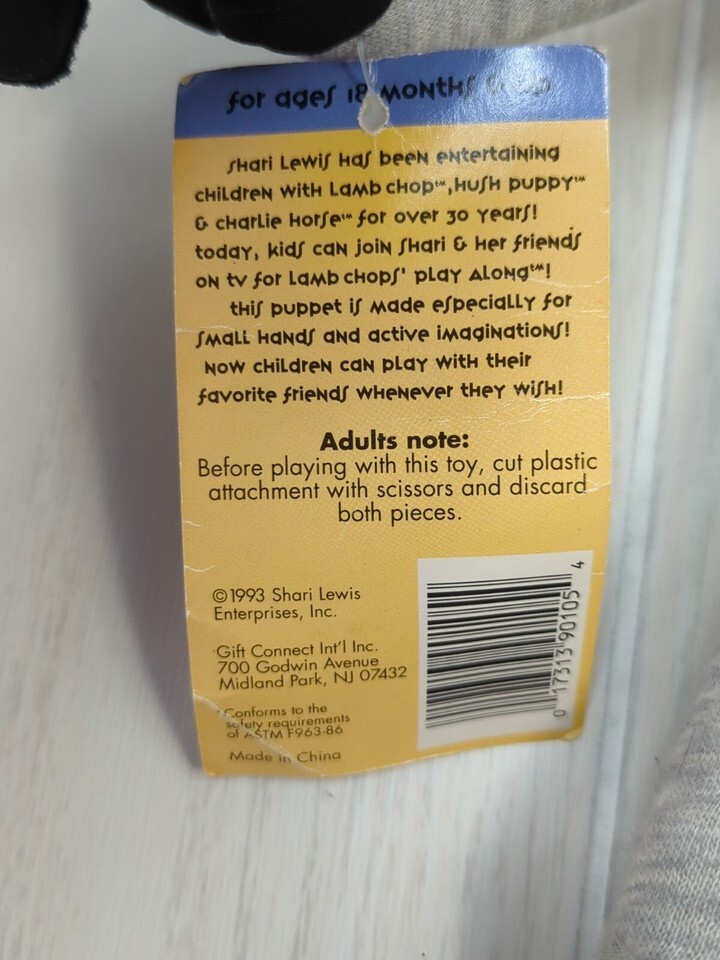 for ages 18 MONTHS & up
Shari Lewis has been entertaining
children with Lamb chop™, Hush puppy™
& charlie Horse™ for over 30 years!
today, kids can join Shari & her friends
on tv for Lamb chops' play Along™!
this puppet is made especially for
small hands and active imaginations!
Now children can play with their
favorite friends whenever they wish!
Adults note:
Before playing with this toy, cut plastic
attachment with scissors and discard
both pieces.
©1993 Shari Lewis
Enterprises, Inc.
Gift Connect Int'l Inc.
700 Godwin Avenue
Midland Park, NJ 07432
Conforms to the
safety requirements
of ASTM F963-86
Made in China
0 17313 90105 4